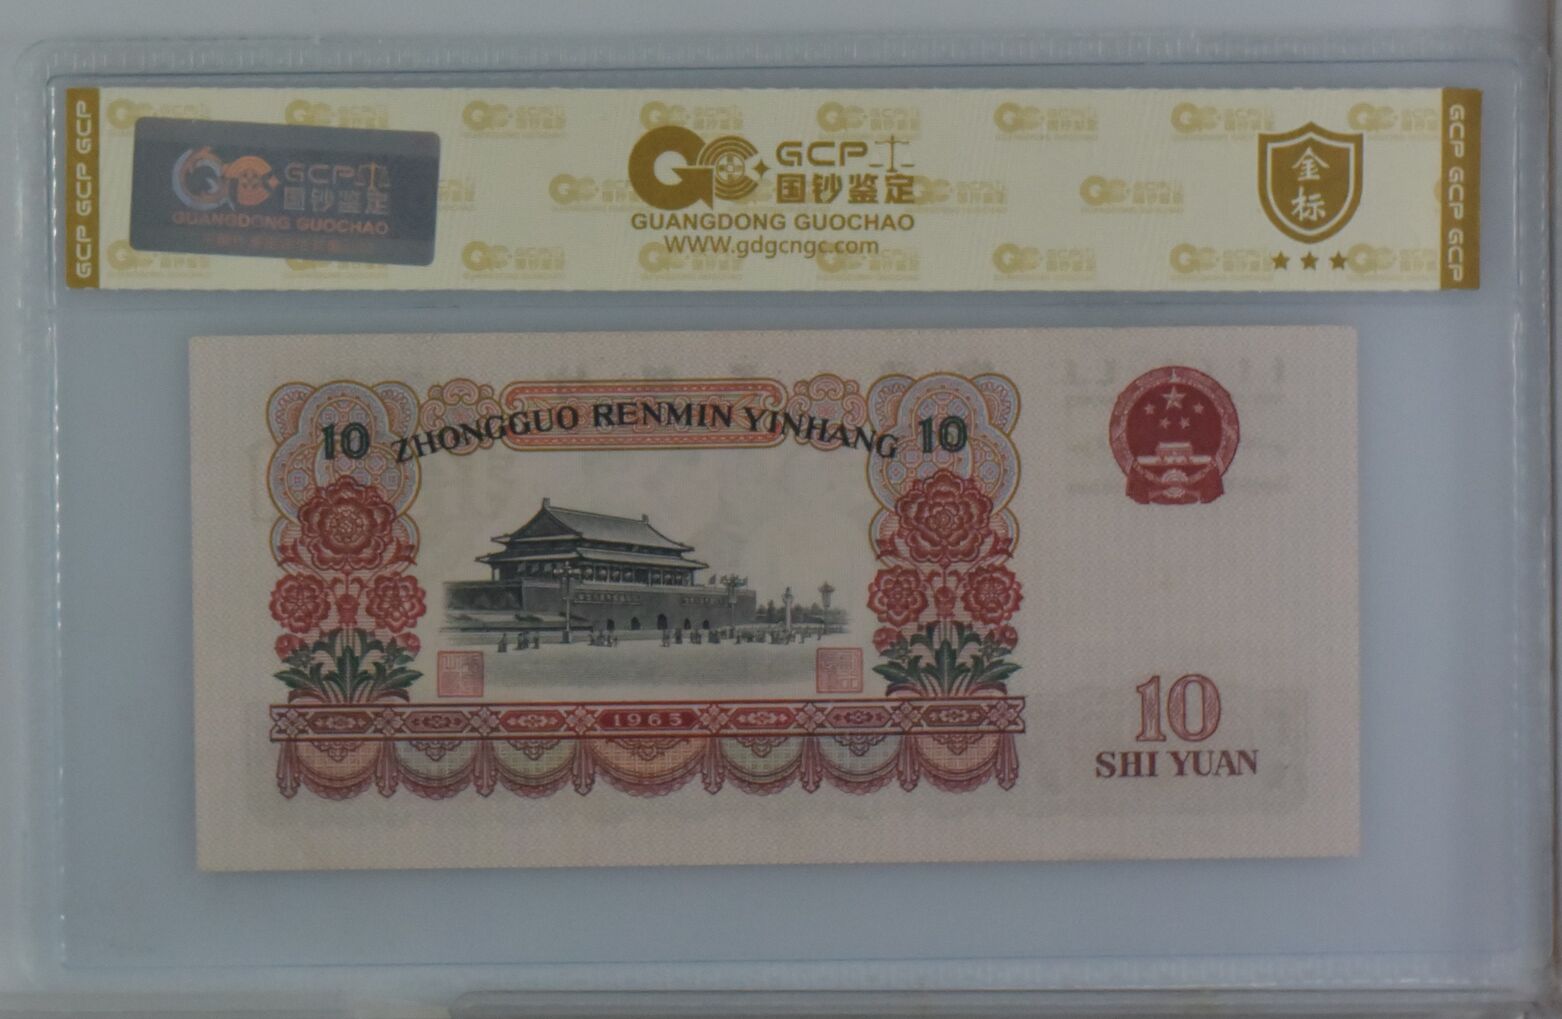 GCP GCP GCP
GCP
国钞鉴定
GUANGDONG GUOCHAO
GCP
国钞鉴定
GUANGDONG GUOCHAO
WWW.gdgcngc.com
金
标
GCP GCP GCP
10 ZHONGGUO RENMIN YINHANG 10
1965
10
SHI YUAN